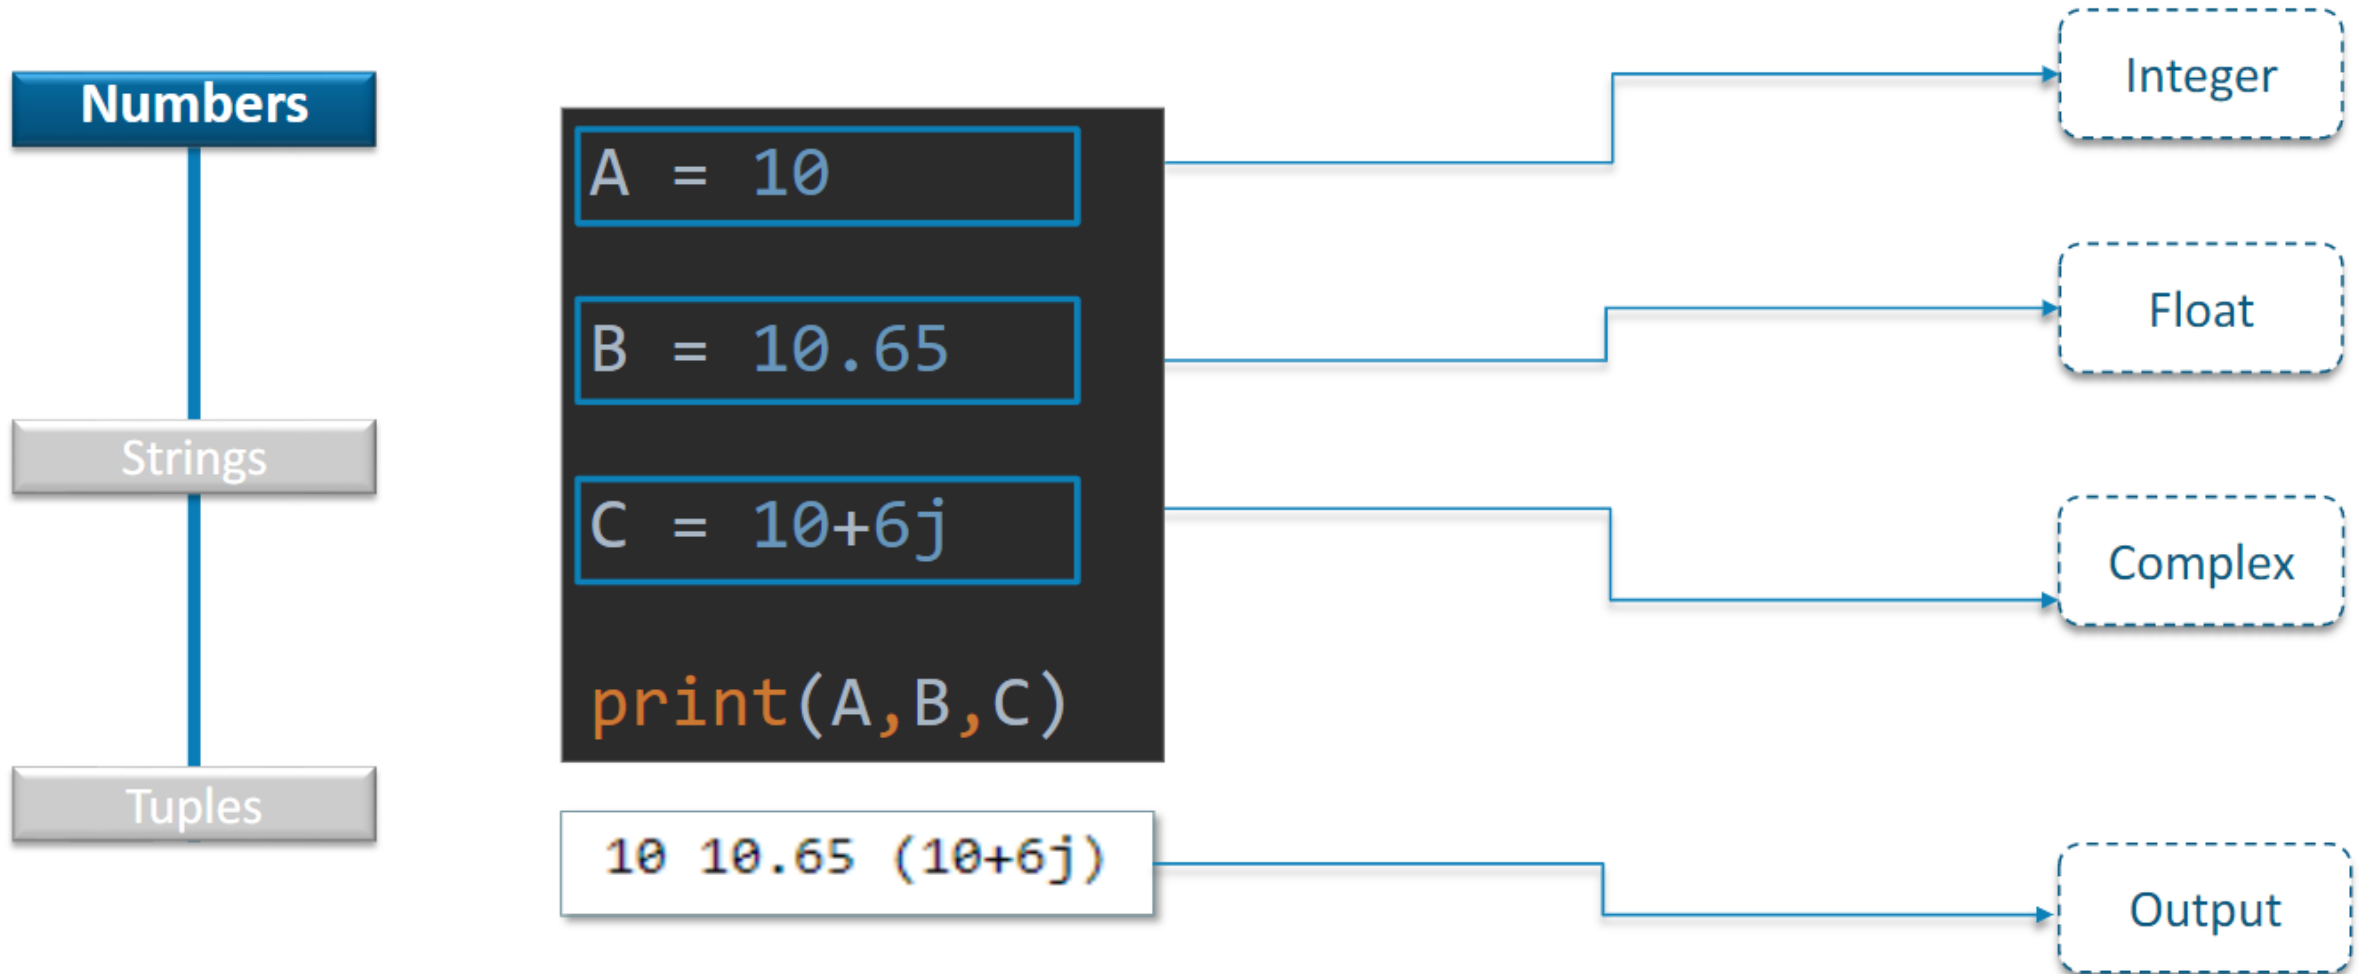 Numbers
Strings
Tuples
A = 10
B = 10.65
C = 10+6j
print(A,B,C)
10 10.65 (10+6j)
Integer
Float
Complex
Output